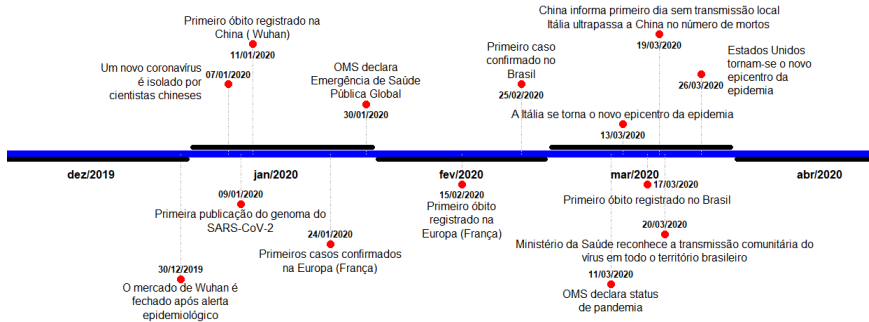 China informa primeiro dia sem transmissão local
Itália ultrapassa a China no número de mortos
19/03/2020
Primeiro óbito registrado na
China ( Wuhan)
11/01/2020
Um novo coronavírus
é isolado por
cientistas chineses
07/01/2020
OMS declara
Emergência de Saúde
Pública Global
30/01/2020
Primeiro caso
confirmado no
Brasil
25/02/2020
Estados Unidos
tornam-se o novo
epicentro da
epidemia
26/03/2020
A Itália se torna o novo epicentro da epidemia
13/03/2020
dez/2019
jan/2020
fev/2020
mar/2020
abr/2020
09/01/2020
Primeira publicação do genoma do
SARS-CoV-2
24/01/2020
Primeiros casos confirmados
na Europa (França)
30/12/2019
O mercado de Wuhan é
fechado após alerta
epidemiológico
15/02/2020
Primeiro óbito
registrado na
Europa (França)
17/03/2020
Primeiro óbito registrado no Brasil
20/03/2020
Ministério da Saúde reconhece a transmissão comunitária do
vírus em todo o território brasileiro
11/03/2020
OMS declara status
de pandemia